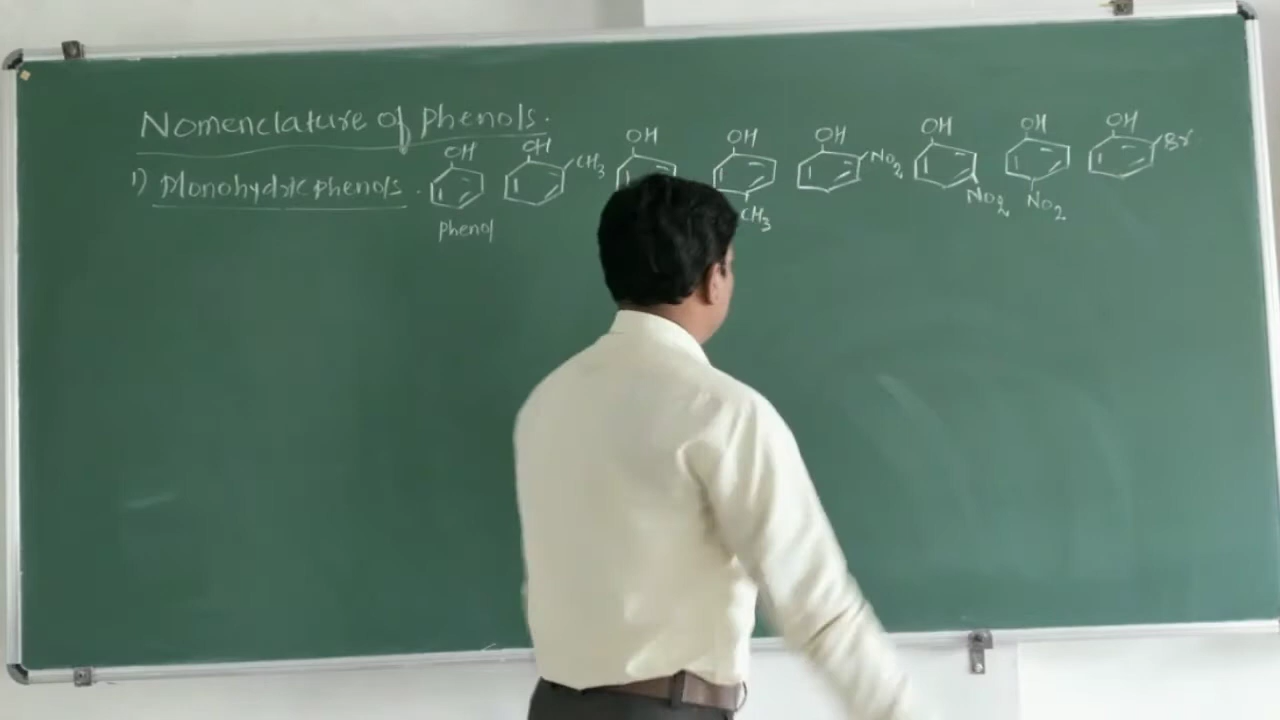 Nomenclature of phenols.
OH OH OH OH OH OH OH OH
1) Monohydric phenols. CH3 NO2 Br
CH3 NO2 NO2
Phenol